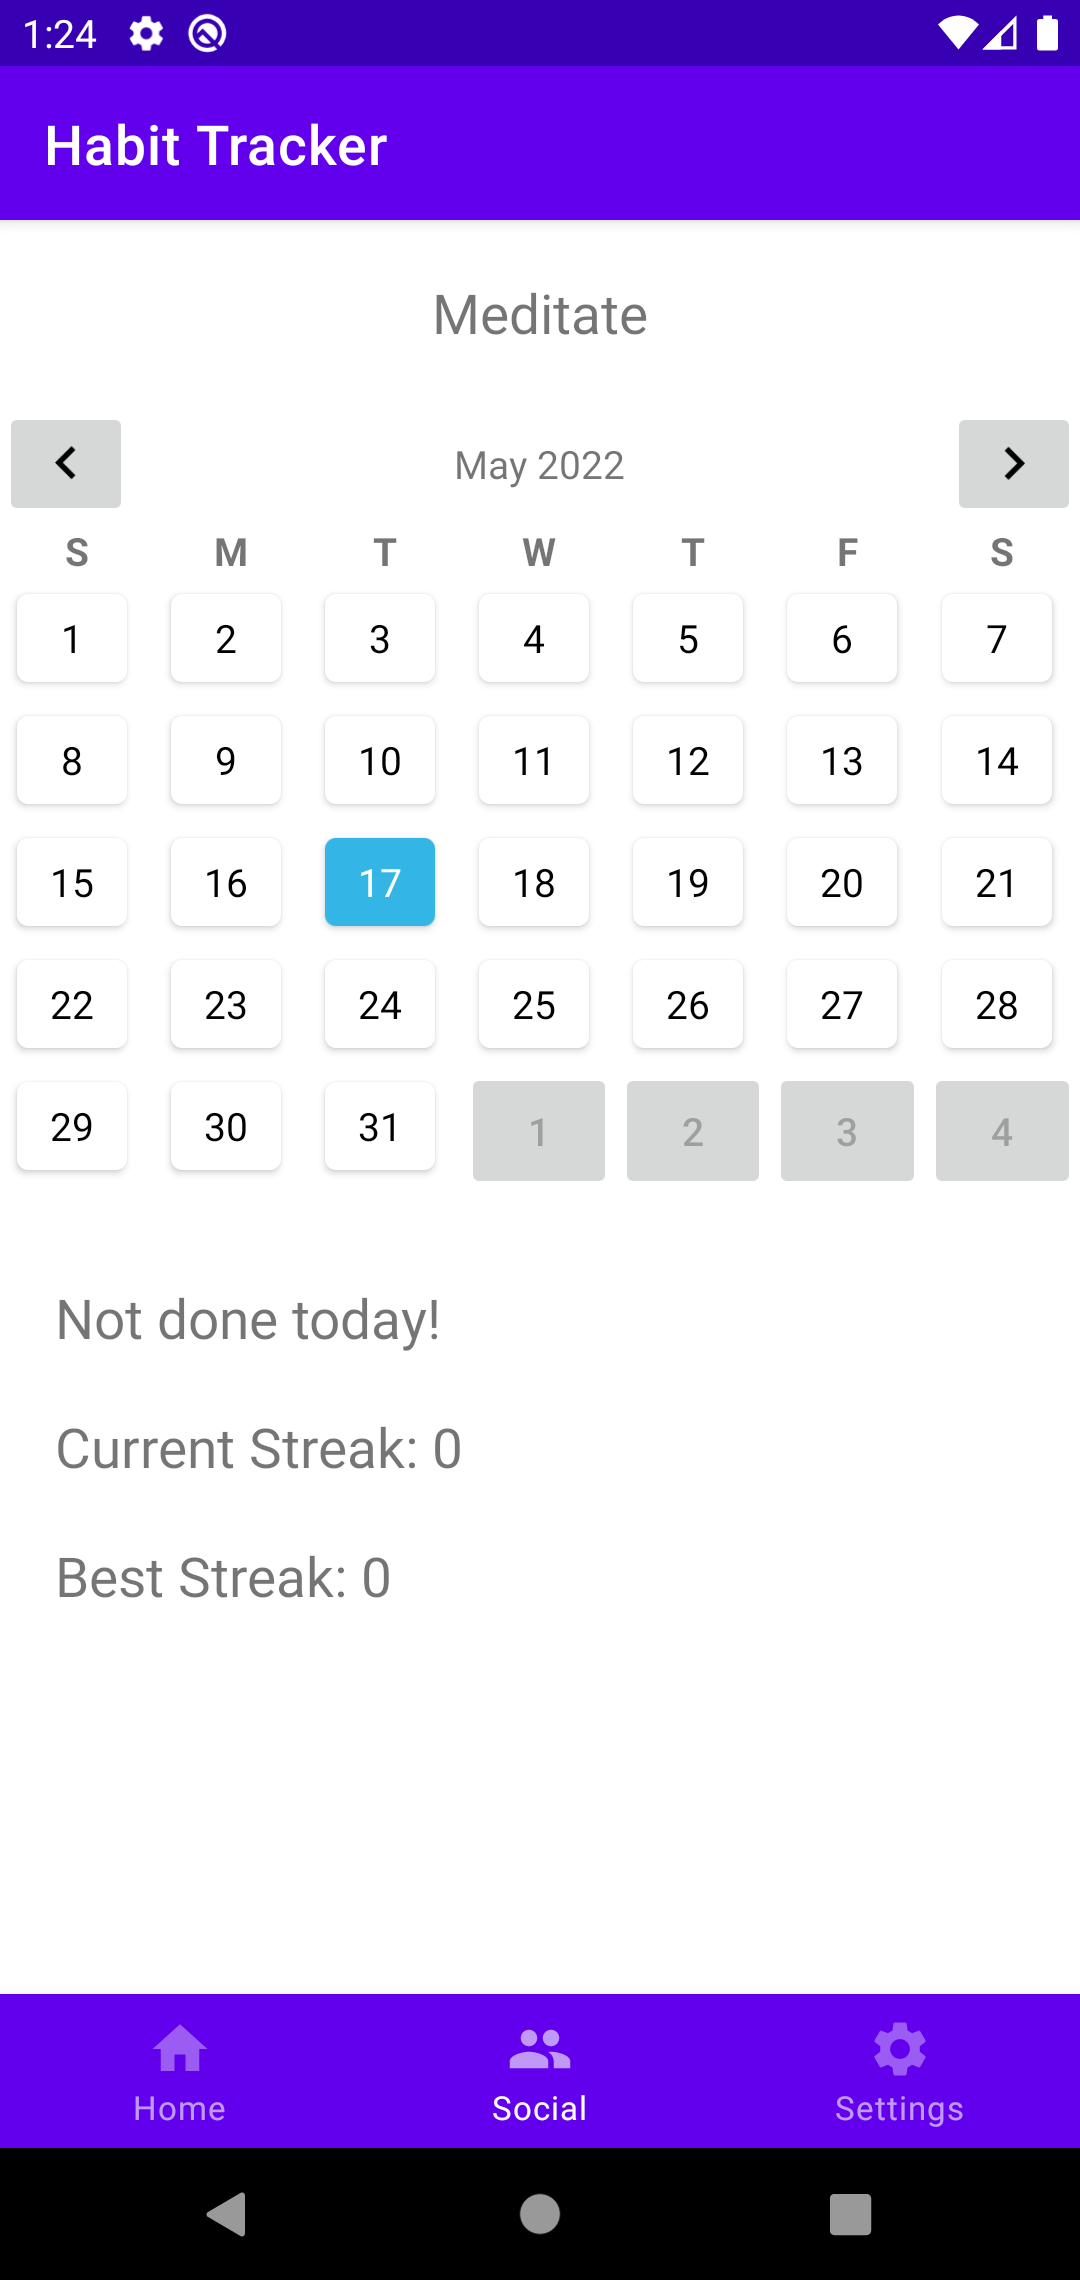 1:24
Habit Tracker
Meditate
May 2022
S M T W T F S
1 2 3 4 5 6 7
8 9 10 11 12 13 14
15 16 17 18 19 20 21
22 23 24 25 26 27 28
29 30 31 1 2 3 4
Not done today!
Current Streak: 0
Best Streak: 0
Home Social Settings